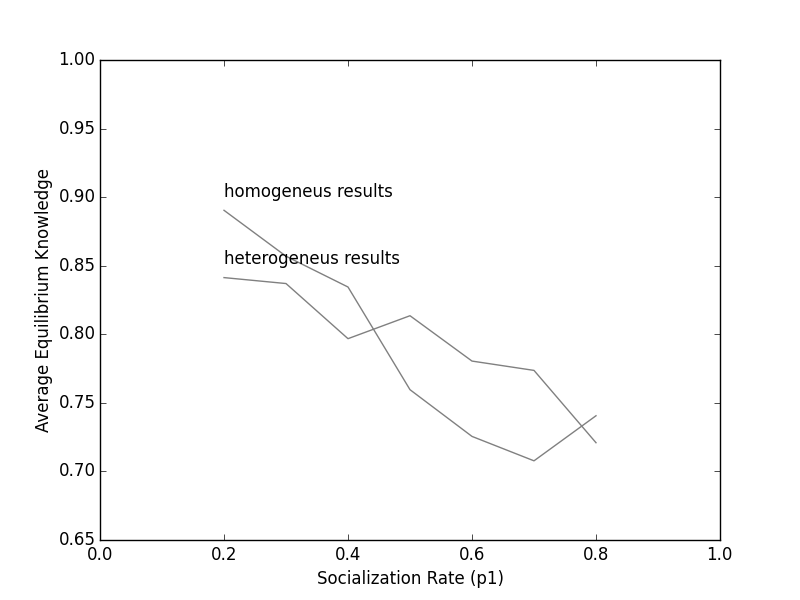 1.00
0.95
0.90
0.85
0.80
0.75
0.70
0.65
Average Equilibrium Knowledge
homogeneus results
heterogeneus results
0.0 0.2 0.4 0.6 0.8 1.0
Socialization Rate (p1)